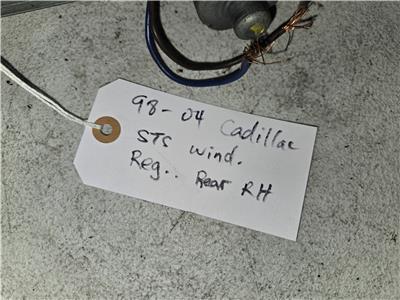 98-04 Cadillac
STS wind.
Reg.. Rear RH